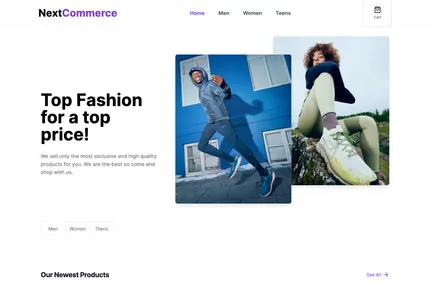 NextCommerce
Home Men Women Teens
Cart
Top Fashion
for a top
price!
We sell only the most exclusive and high quality
products for you. We are the best so come and
shop with us.
Men Women Teens
Our Newest Products
See All →